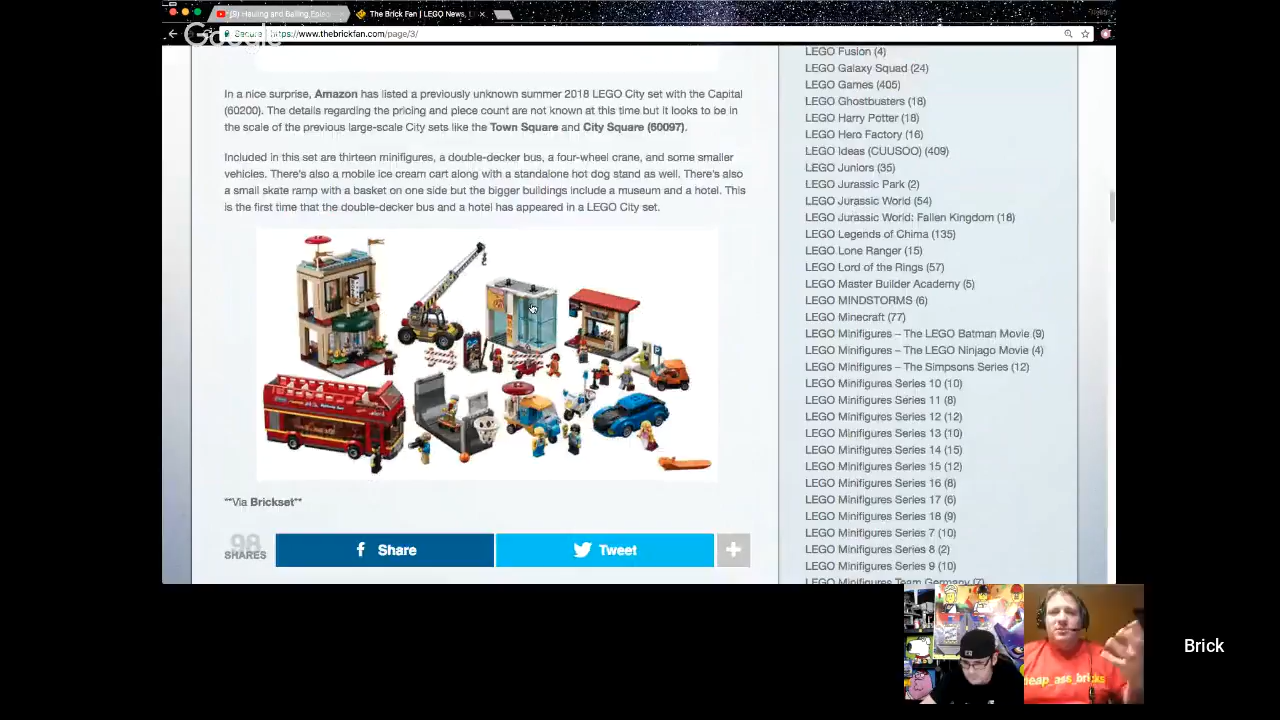 (9) Hauling and Bailing Episo
The Brick Fan | LEGO News,
Google
Secure
https://www.thebrickfan.com/page/3/
In a nice surprise, Amazon has listed a previously unknown summer 2018 LEGO City set with the Capital
(60200). The details regarding the pricing and piece count are not known at this time but it looks to be in
the scale of the previous large-scale City sets like the Town Square and City Square (60097).
Included in this set are thirteen minifigures, a double-decker bus, a four-wheel crane, and some smaller
vehicles. There's also a mobile ice cream cart along with a standalone hot dog stand as well. There's also
a small skate ramp with a basket on one side but the bigger buildings include a museum and a hotel. This
is the first time that the double-decker bus and a hotel has appeared in a LEGO City set.
**Via Brickset**
98
SHARES
Share
Tweet
LEGO Fusion (4)
LEGO Galaxy Squad (24)
LEGO Games (405)
LEGO Ghostbusters (18)
LEGO Harry Potter (18)
LEGO Hero Factory (16)
LEGO Ideas (CUUSOO) (409)
LEGO Juniors (35)
LEGO Jurassic Park (2)
LEGO Jurassic World (54)
LEGO Jurassic World: Fallen Kingdom (18)
LEGO Legends of Chima (135)
LEGO Lone Ranger (15)
LEGO Lord of the Rings (57)
LEGO Master Builder Academy (5)
LEGO MINDSTORMS (6)
LEGO Minecraft (77)
LEGO Minifigures – The LEGO Batman Movie (9)
LEGO Minifigures – The LEGO Ninjago Movie (4)
LEGO Minifigures – The Simpsons Series (12)
LEGO Minifigures Series 10 (10)
LEGO Minifigures Series 11 (8)
LEGO Minifigures Series 12 (12)
LEGO Minifigures Series 13 (10)
LEGO Minifigures Series 14 (15)
LEGO Minifigures Series 15 (12)
LEGO Minifigures Series 16 (8)
LEGO Minifigures Series 17 (6)
LEGO Minifigures Series 18 (9)
LEGO Minifigures Series 7 (10)
LEGO Minifigures Series 8 (2)
LEGO Minifigures Series 9 (10)
LEGO Minifigures Team Germany (7)
heap_ass_bricks
Brick